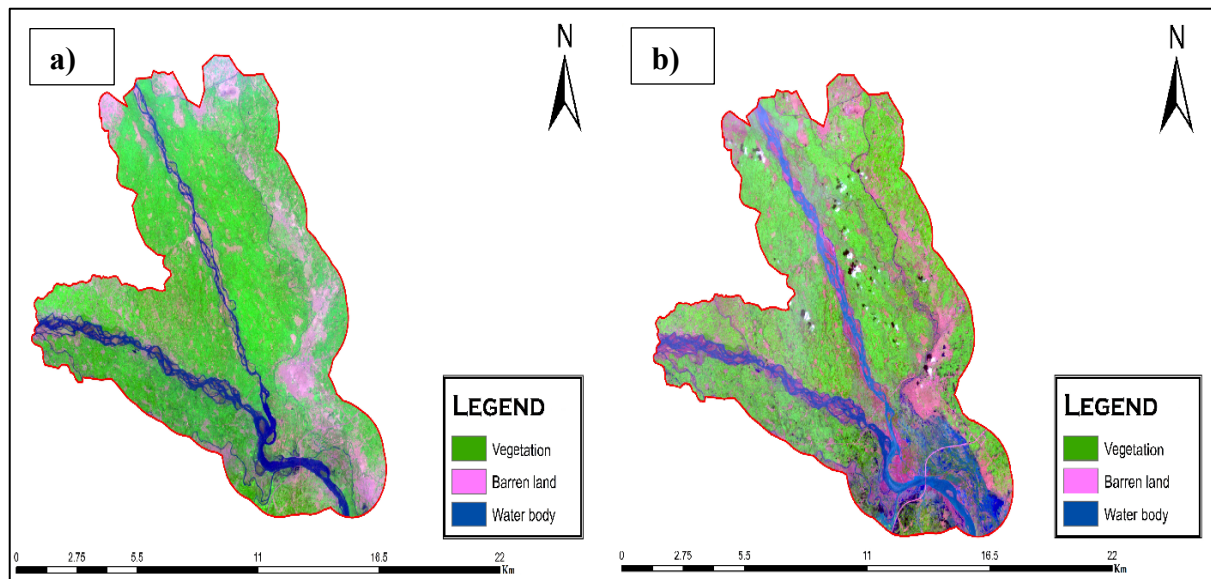 a)
N
LEGEND
Vegetation
Barren land
Water body
0 2.75 5.5 11 16.5 22
Km
b)
N
LEGEND
Vegetation
Barren land
Water body
0 2.75 5.5 11 16.5 22
Km